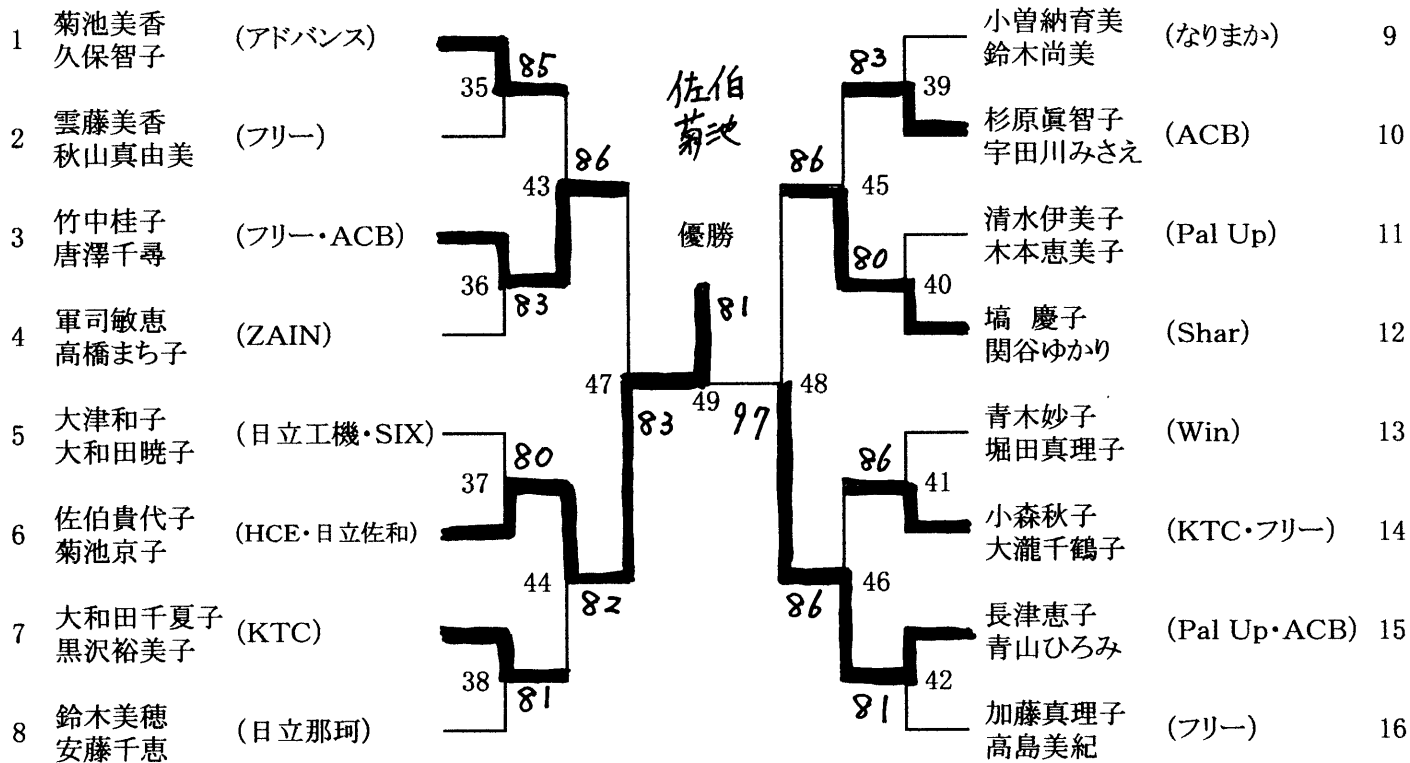 1 菊池美香 (アドバンス)
久保智子
35
85
2 雲藤美香 (フリー)
秋山真由美
43
86
3 竹中桂子 (フリー・ACB)
唐澤千尋
36
83
4 軍司敏恵 (ZAIN)
高橋まち子
47
83
5 大津和子 (日立工機・SIX)
大和田暁子
37
80
6 佐伯貴代子 (HCE・日立佐和)
菊池京子
44
82
7 大和田千夏子 (KTC)
黒沢裕美子
38
81
8 鈴木美穂 (日立那珂)
安藤千恵
佐伯
菊池
優勝
81
49
97
小曽納育美 (なりまか) 9
鈴木尚美
83
39
杉原眞智子 (ACB) 10
宇田川みさえ
86
45
清水伊美子 (Pal Up) 11
木本恵美子
80
40
塙 慶子 (Shar) 12
関谷ゆかり
48
青木妙子 (Win) 13
堀田真理子
86
41
小森秋子 (KTC・フリー) 14
大瀧千鶴子
46
86
長津恵子 (Pal Up・ACB) 15
青山ひろみ
42
81
加藤真理子 (フリー) 16
高島美紀